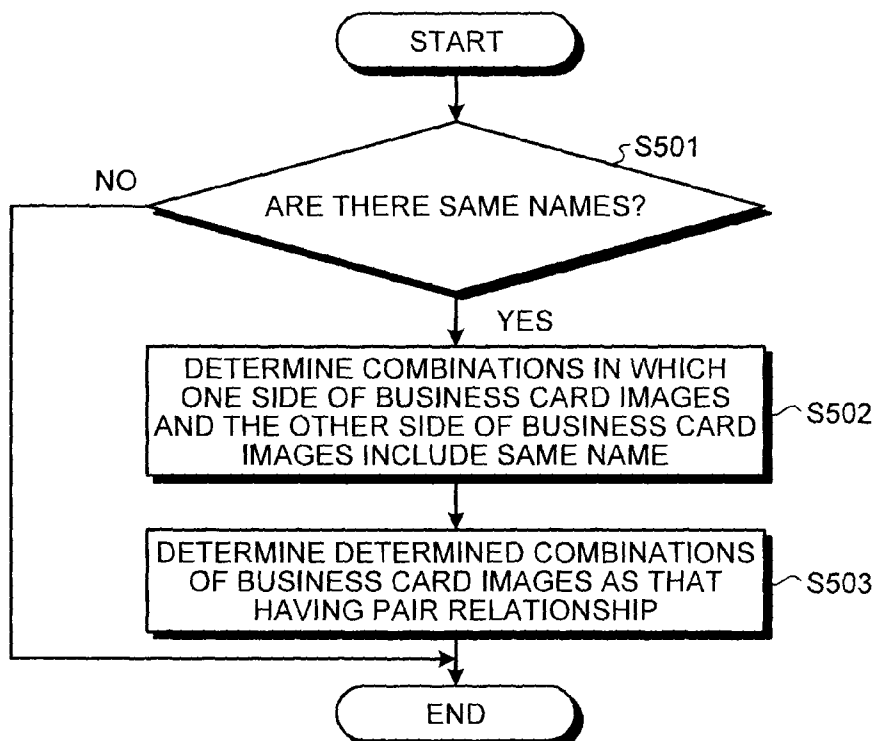 START
S501
NO
ARE THERE SAME NAMES?
YES
DETERMINE COMBINATIONS IN WHICH
ONE SIDE OF BUSINESS CARD IMAGES
AND THE OTHER SIDE OF BUSINESS CARD
IMAGES INCLUDE SAME NAME
S502
DETERMINE DETERMINED COMBINATIONS
OF BUSINESS CARD IMAGES AS THAT
HAVING PAIR RELATIONSHIP
S503
END